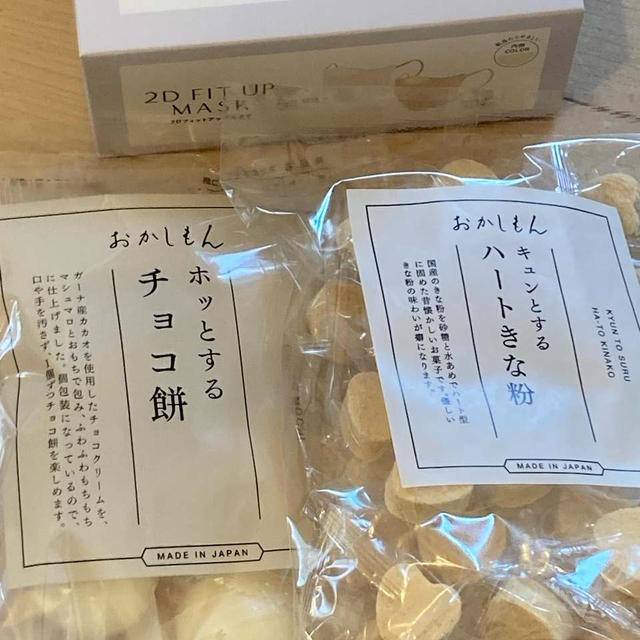 2D FIT UP
MASK
内側
COLOR
おかしもん
ホッとする
チョコ餅
ガーナ産カカオを使用したチョコクリームを、
マシュマロとおもちで包み、ふわふわもちもち
に仕上げました。個包装になっているので、
口や手を汚さず、チョコ餅を楽しめます。
MADE IN JAPAN
おかしもん
キュンとする
ハートきな粉
国産のきな粉を砂糖と水あめでハート型
に固めた昔懐かしいお菓子です。優しい
きな粉の味わいが癖になります。
KYUN TO SURU
HA-TO KINAKO
MADE IN JAPAN